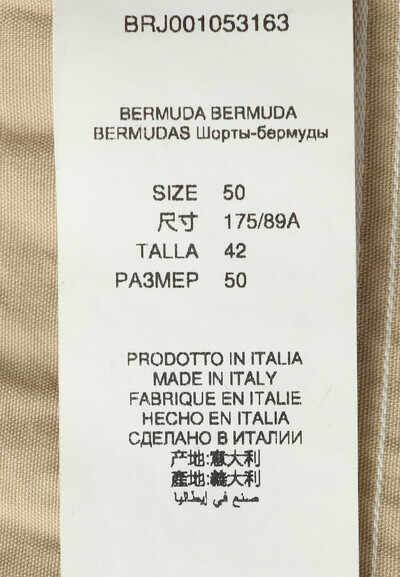 BRJ001053163
BERMUDA BERMUDA
BERMUDAS Шорты-бермуды
SIZE 50
尺寸 175/89A
TALLA 42
РАЗМЕР 50
PRODOTTO IN ITALIA
MADE IN ITALY
FABRIQUE EN ITALIE
HECHO EN ITALIA
СДЕЛАНО В ИТАЛИИ
产地:意大利
產地:義大利
صنع في إيطاليا